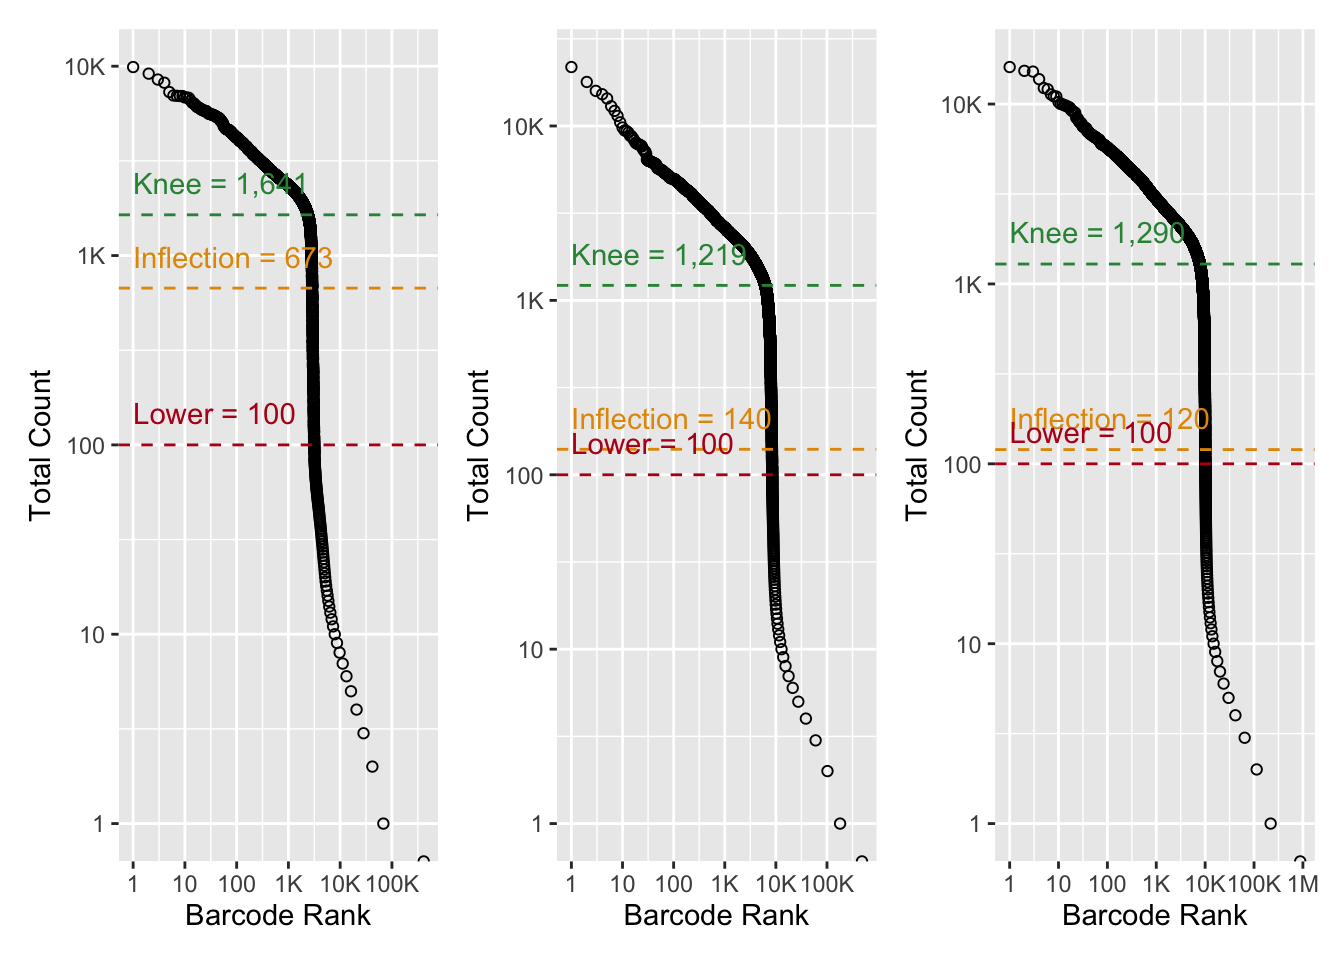 Total Count
10K
1K
100
10
1
Knee = 1,641
Inflection = 673
Lower = 100
1 10 100 1K 10K 100K
Barcode Rank
Total Count
10K
1K
100
10
1
Knee = 1,219
Inflection = 140
Lower = 100
1 10 100 1K 10K 100K
Barcode Rank
Total Count
10K
1K
100
10
1
Knee = 1,290
Inflection = 120
Lower = 100
1 10 100 1K 10K 100K 1M
Barcode Rank